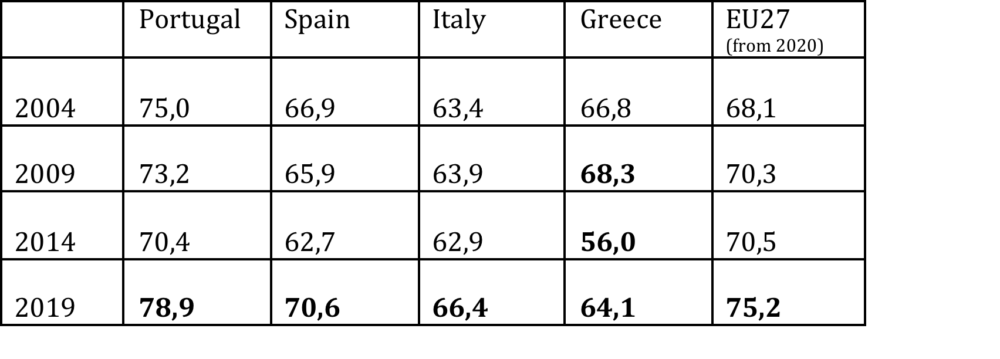 Portugal Spain Italy Greece EU27
(from 2020)
2004 75,0 66,9 63,4 66,8 68,1
2009 73,2 65,9 63,9 68,3 70,3
2014 70,4 62,7 62,9 56,0 70,5
2019 78,9 70,6 66,4 64,1 75,2